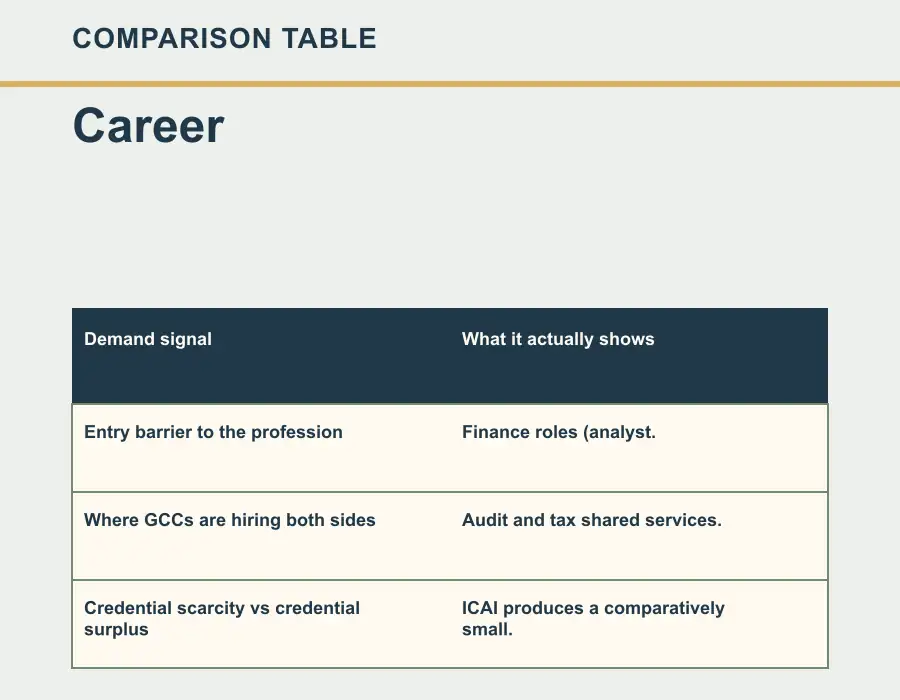 COMPARISON TABLE
Career
Demand signal
What it actually shows
Entry barrier to the profession
Finance roles (analyst.
Where GCCs are hiring both sides
Audit and tax shared services.
Credential scarcity vs credential
surplus
ICAI produces a comparatively
small.